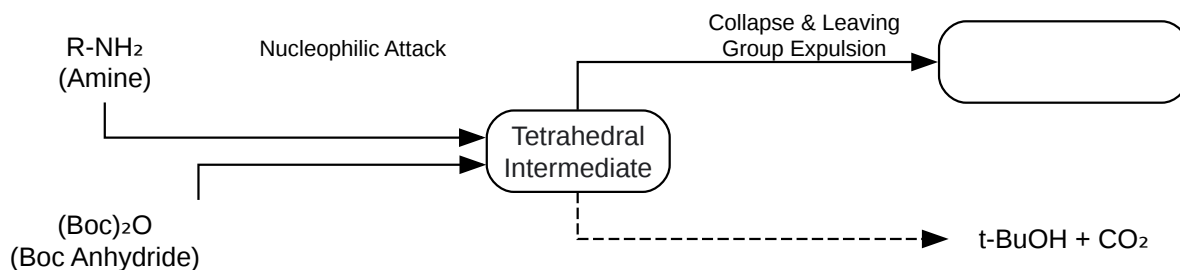 R-NH₂
(Amine)
Nucleophilic Attack
Collapse & Leaving
Group Expulsion
Tetrahedral
Intermediate
(Boc)₂O
(Boc Anhydride)
t-BuOH + CO₂